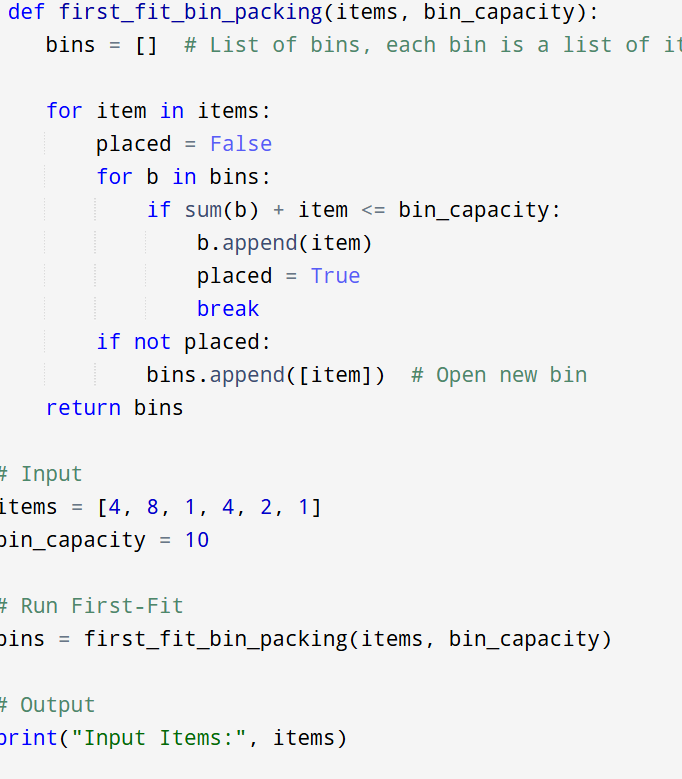 def first_fit_bin_packing(items, bin_capacity):
    bins = []  # List of bins, each bin is a list of

    for item in items:
        placed = False
        for b in bins:
            if sum(b) + item <= bin_capacity:
                b.append(item)
                placed = True
                break
        if not placed:
            bins.append([item])  # Open new bin
    return bins

# Input
items = [4, 8, 1, 4, 2, 1]
bin_capacity = 10

# Run First-Fit
bins = first_fit_bin_packing(items, bin_capacity)

# Output
print("Input Items:", items)